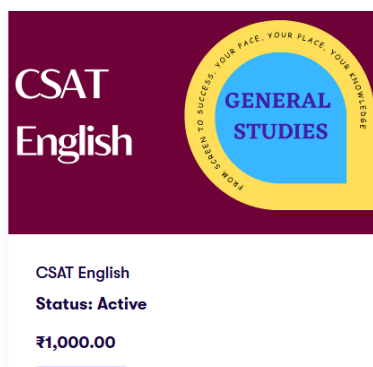 CSAT
English
FROM SCREEN TO SUCCESS, YOUR PACE, YOUR PLACE, YOUR KNOWLEDGE
GENERAL
STUDIES
CSAT English
Status: Active
₹1,000.00